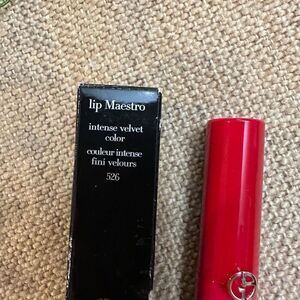 lip Maestro
intense velvet
color
couleur intense
fini velours
526